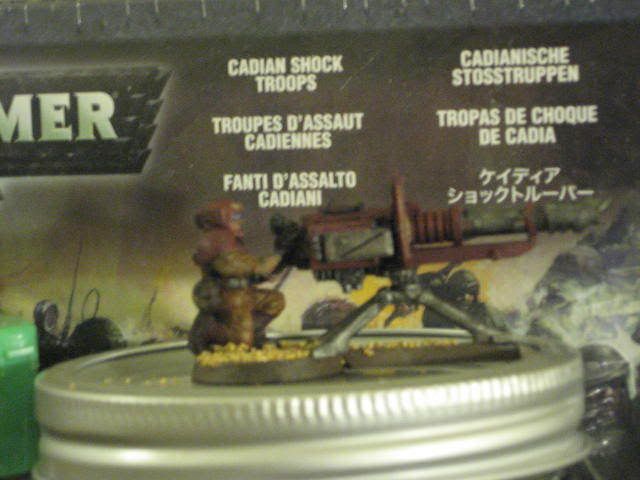 MER
CADIAN SHOCK
TROOPS
TROUPES D'ASSAUT
CADIENNES
FANTI D'ASSALTO
CADIANI
CADIANISCHE
STOSSTRUPPEN
TROPAS DE CHOQUE
DE CADIA
ケイディア
ショックトルーパー